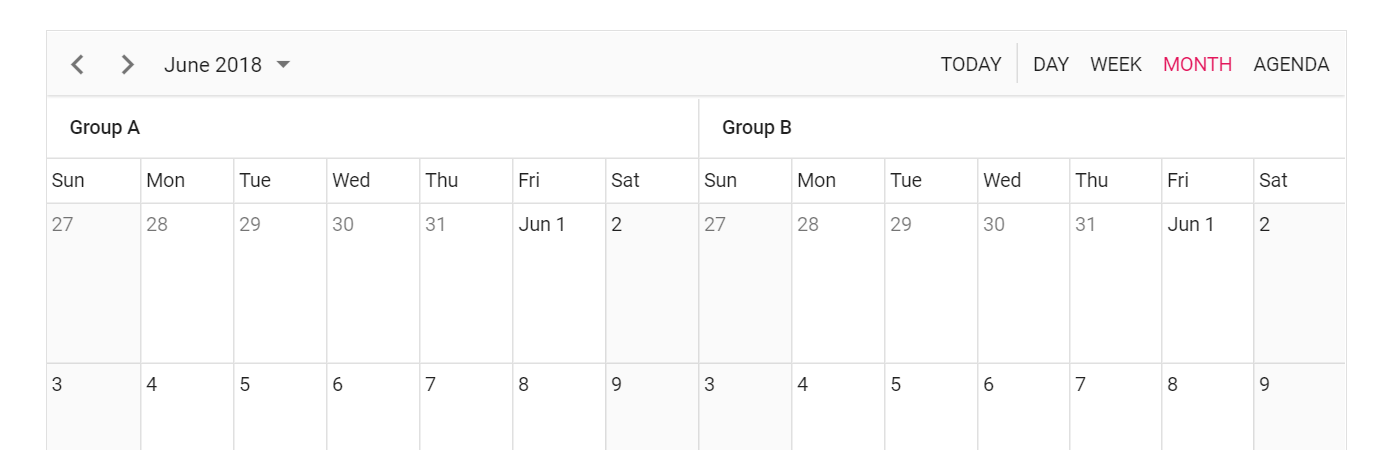 June 2018 TODAY DAY WEEK MONTH AGENDA
Group A Group B
Sun Mon Tue Wed Thu Fri Sat Sun Mon Tue Wed Thu Fri Sat
27 28 29 30 31 Jun 1 2 27 28 29 30 31 Jun 1 2
3 4 5 6 7 8 9 3 4 5 6 7 8 9